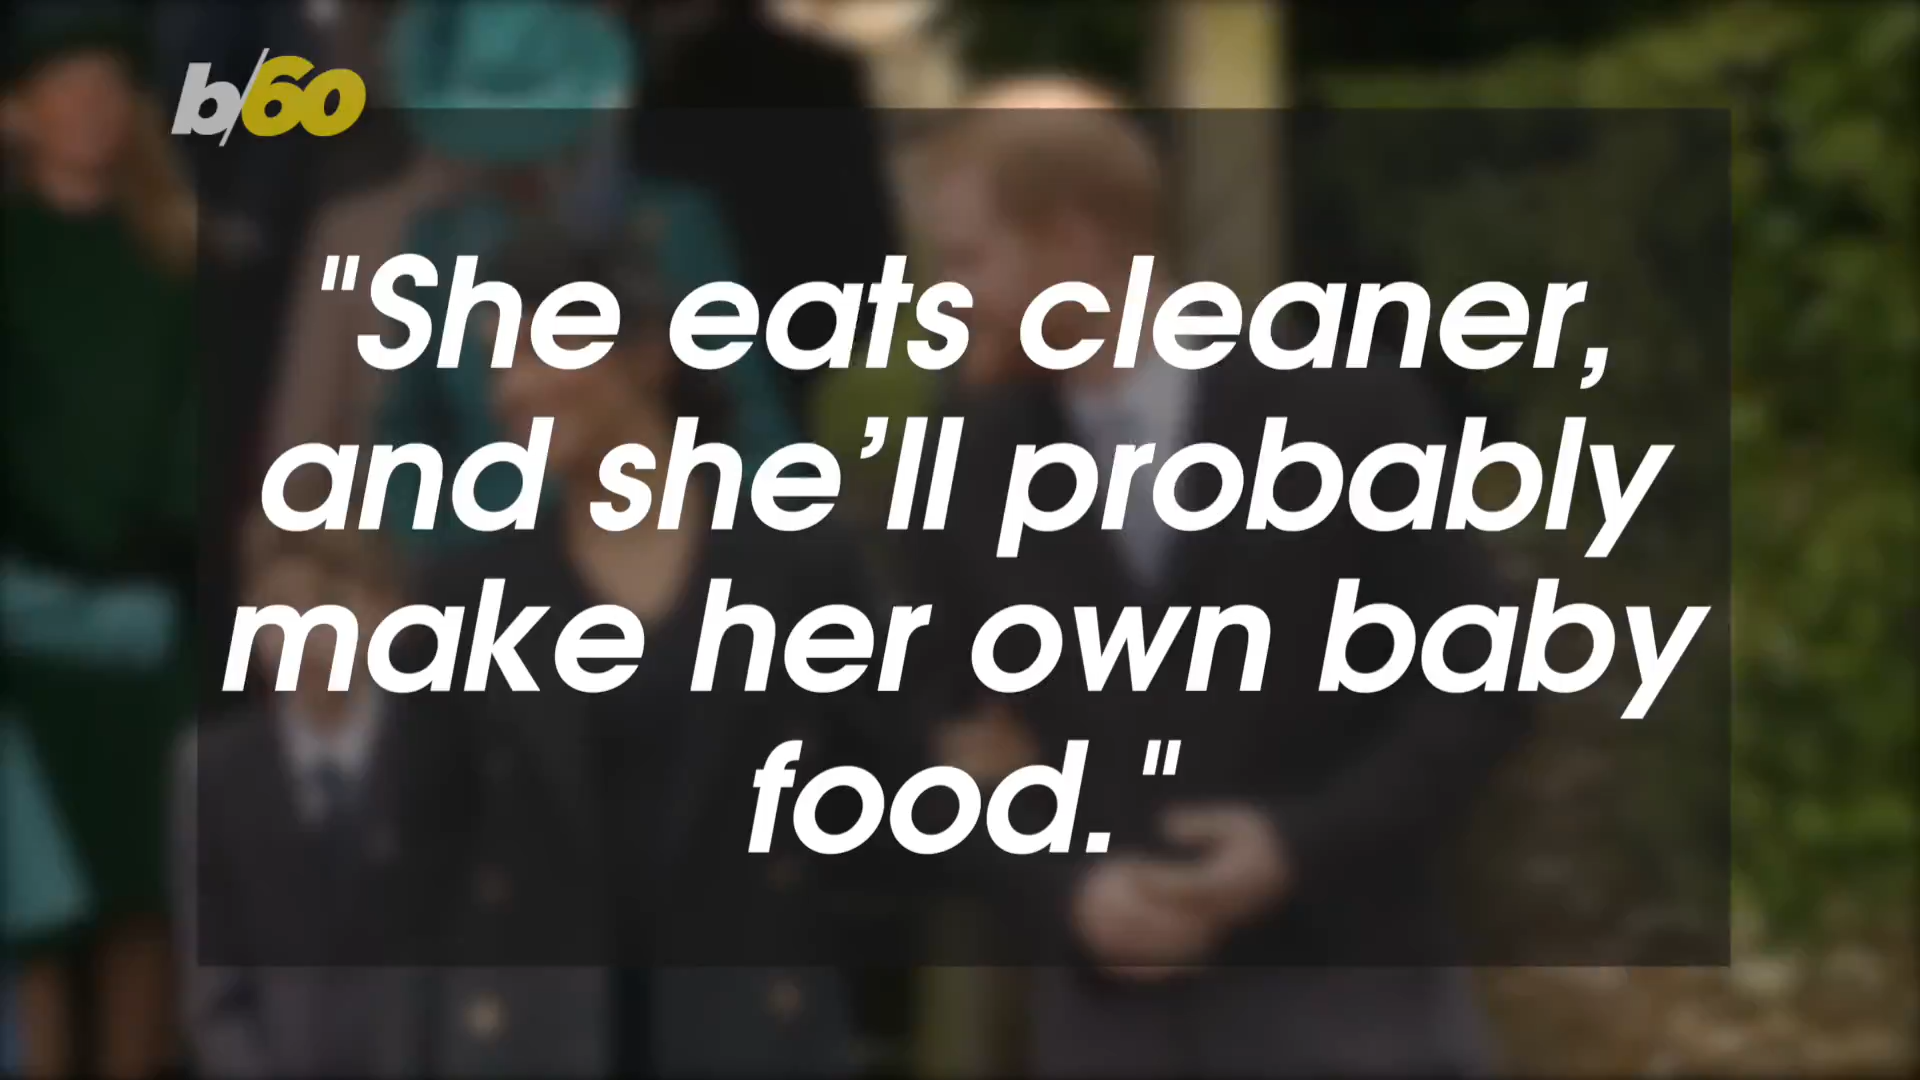 b/60
"She eats cleaner,
and she’ll probably
make her own baby
food."